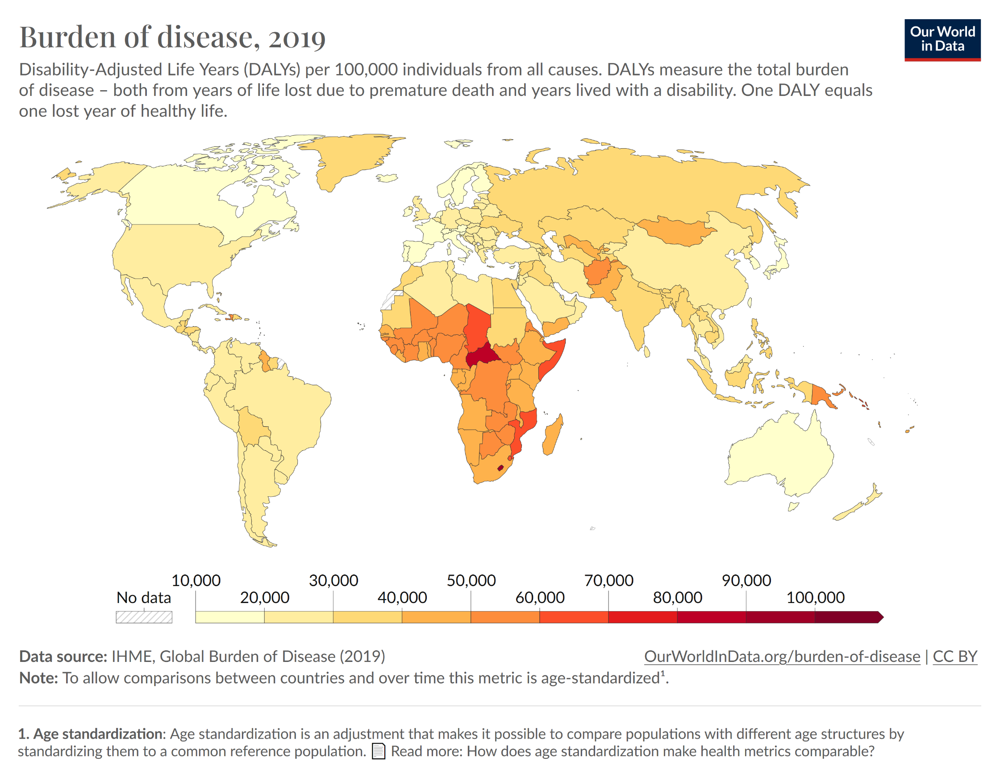 Burden of disease, 2019
Our World
in Data
Disability-Adjusted Life Years (DALYs) per 100,000 individuals from all causes. DALYs measure the total burden
of disease – both from years of life lost due to premature death and years lived with a disability. One DALY equals
one lost year of healthy life.
10,000 30,000 50,000 70,000 90,000
No data 20,000 40,000 60,000 80,000 100,000
Data source: IHME, Global Burden of Disease (2019)
OurWorldInData.org/burden-of-disease | CC BY
Note: To allow comparisons between countries and over time this metric is age-standardized¹.
1. Age standardization: Age standardization is an adjustment that makes it possible to compare populations with different age structures by
standardizing them to a common reference population. 📄 Read more: How does age standardization make health metrics comparable?